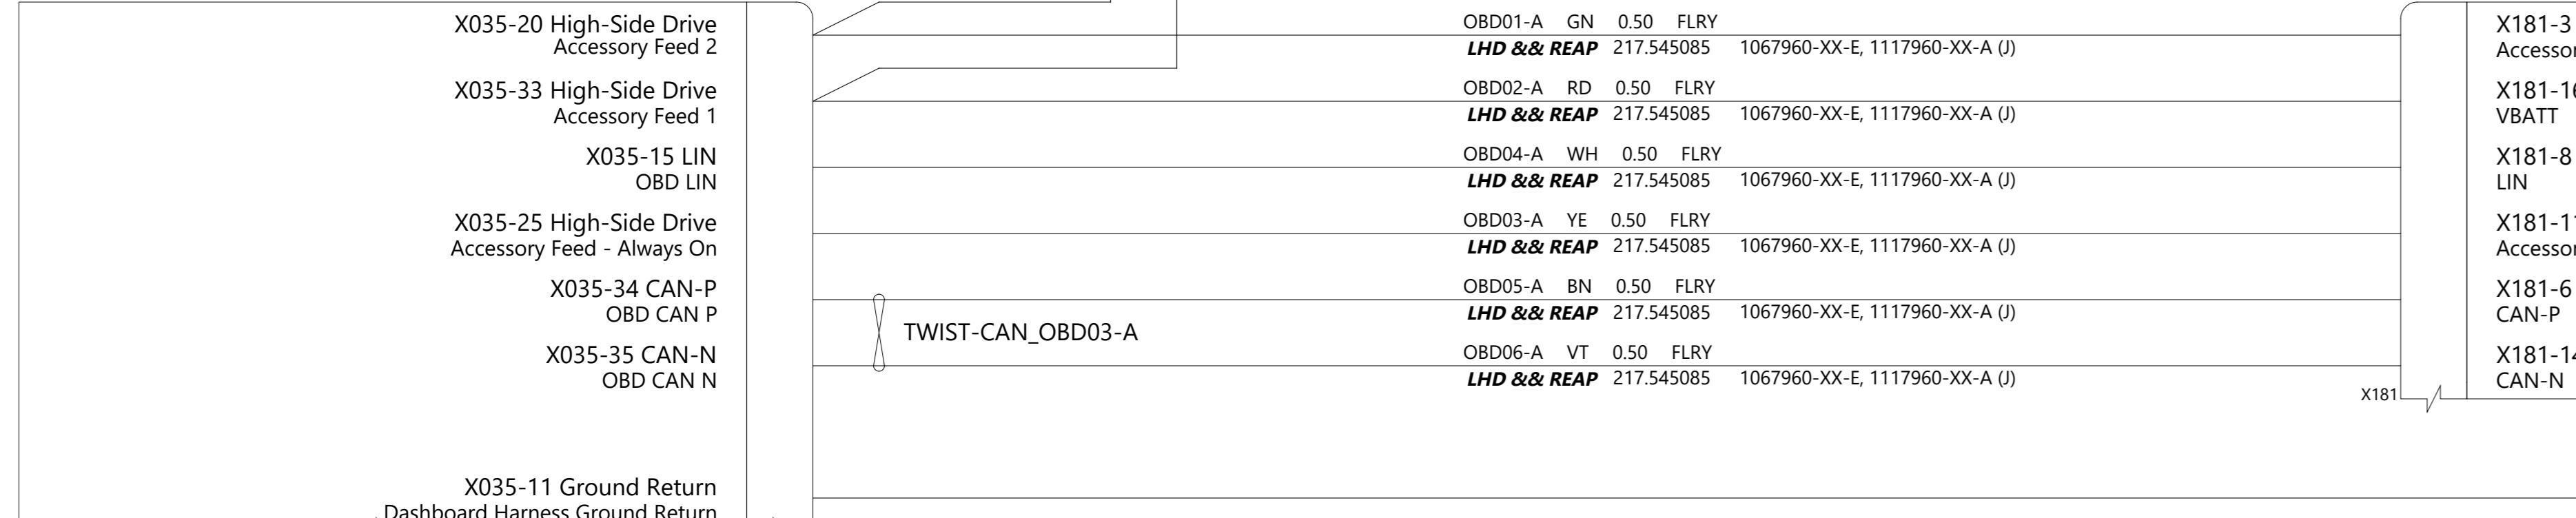 X035-20 High-Side Drive
Accessory Feed 2
OBD01-A GN 0.50 FLRY
LHD && REAP 217.545085 1067960-XX-E, 1117960-XX-A (J)
X181-3
X035-33 High-Side Drive
Accessory Feed 1
OBD02-A RD 0.50 FLRY
LHD && REAP 217.545085 1067960-XX-E, 1117960-XX-A (J)
VBATT
X035-15 LIN
OBD LIN
OBD04-A WH 0.50 FLRY
LHD && REAP 217.545085 1067960-XX-E, 1117960-XX-A (J)
X181-8
LIN
X035-25 High-Side Drive
Accessory Feed - Always On
OBD03-A YE 0.50 FLRY
LHD && REAP 217.545085 1067960-XX-E, 1117960-XX-A (J)
X035-34 CAN-P
OBD CAN P
OBD05-A BN 0.50 FLRY
LHD && REAP 217.545085 1067960-XX-E, 1117960-XX-A (J)
X181-6
CAN-P
TWIST-CAN_OBD03-A
X035-35 CAN-N
OBD CAN N
OBD06-A VT 0.50 FLRY
LHD && REAP 217.545085 1067960-XX-E, 1117960-XX-A (J)
CAN-N
X181
X035-11 Ground Return
Dashboard Harness Ground Return